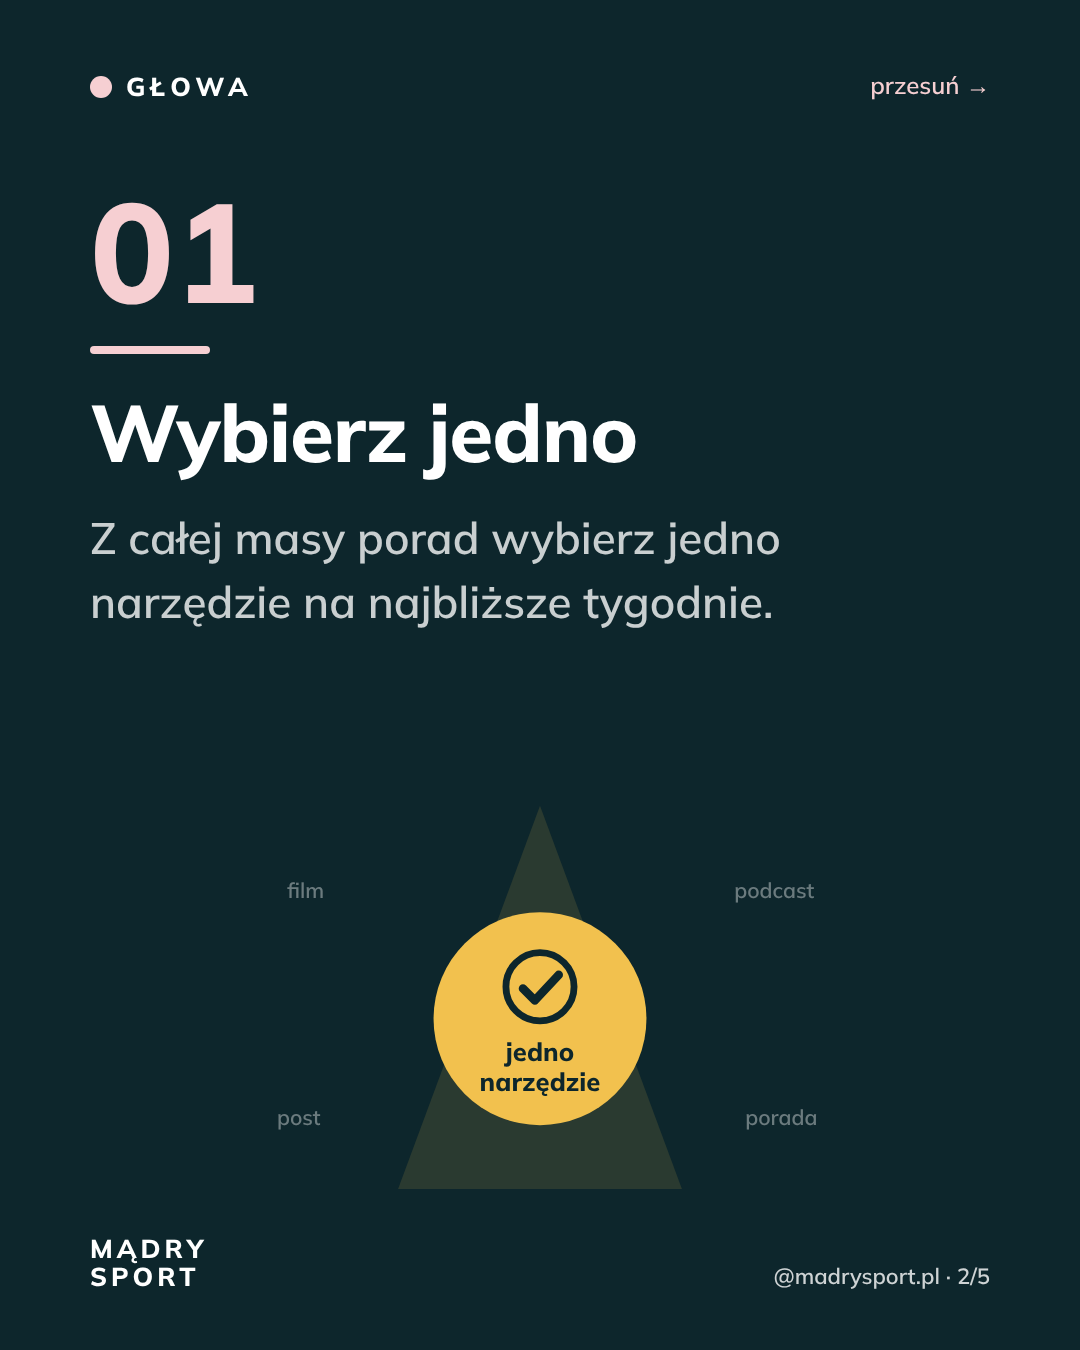 GŁOWA
przesuń →
01
Wybierz jedno
Z całej masy porad wybierz jedno
narzędzie na najbliższe tygodnie.
film
podcast
jedno
narzędzie
post
porada
MĄDRY
SPORT
@madrysport.pl · 2/5